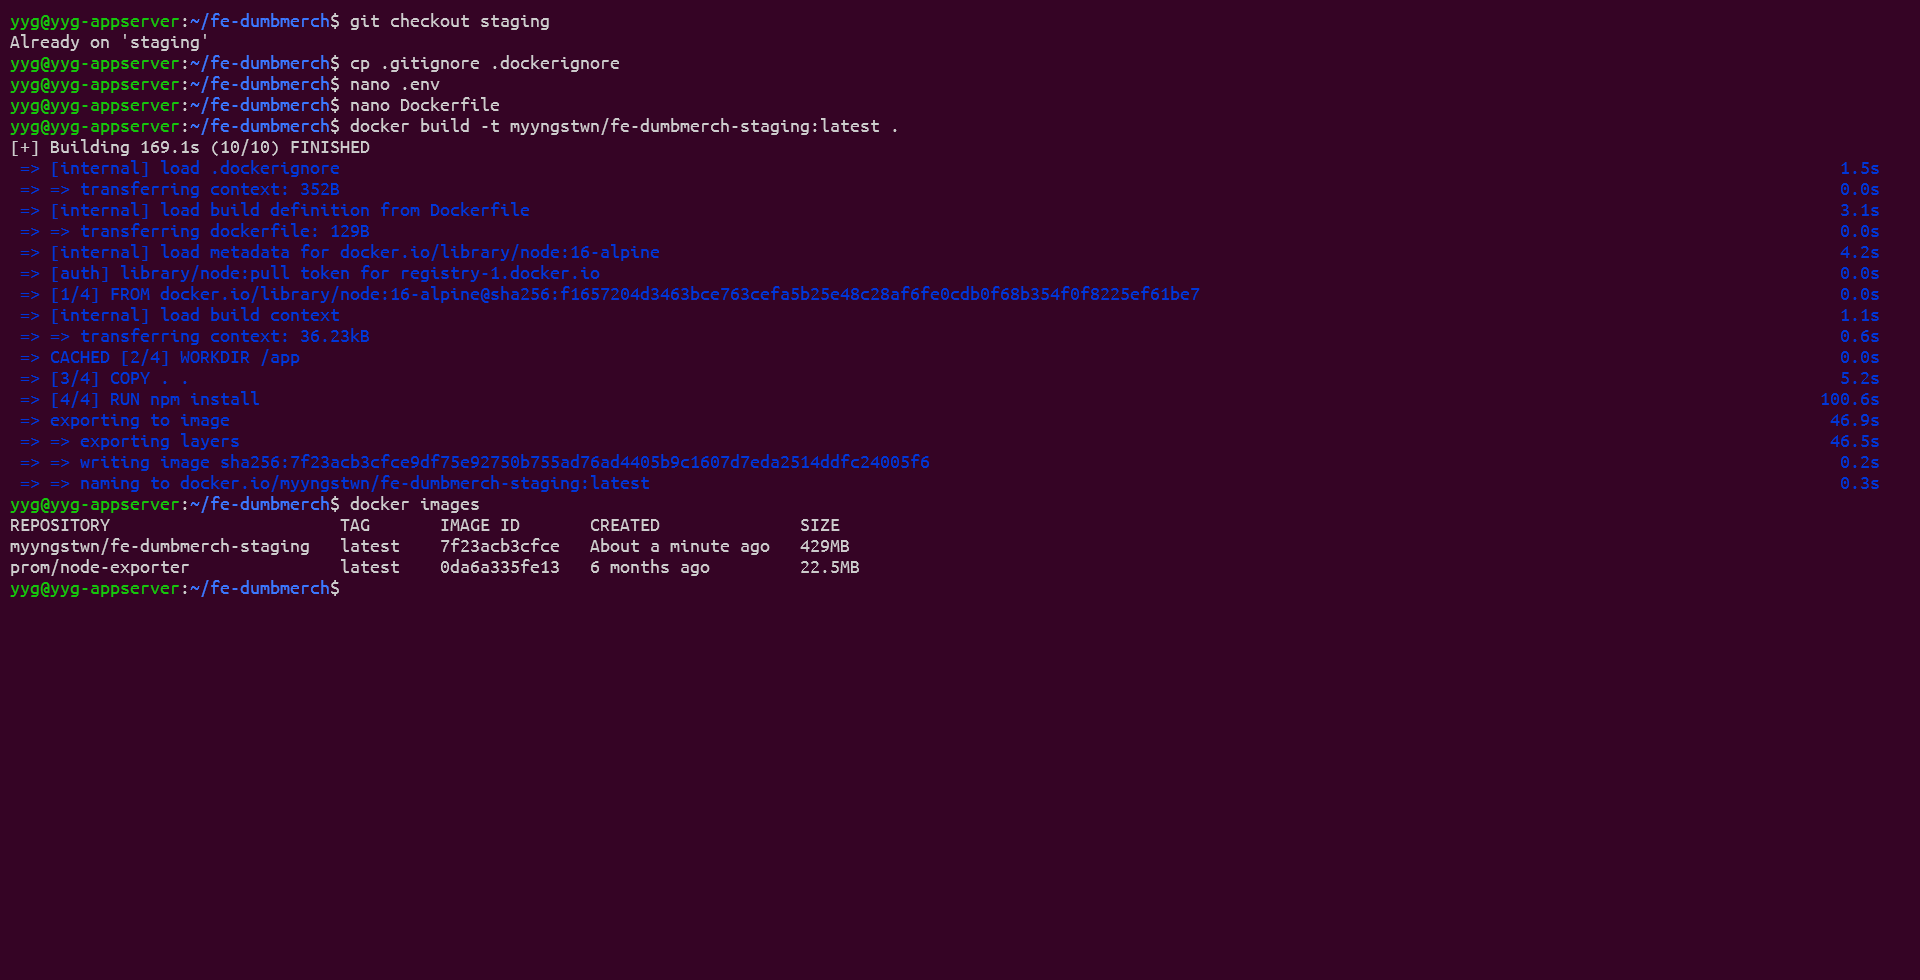 yyg@yyg-appserver:~/fe-dumbmerch$ git checkout staging
Already on 'staging'
yyg@yyg-appserver:~/fe-dumbmerch$ cp .gitignore .dockerignore
yyg@yyg-appserver:~/fe-dumbmerch$ nano .env
yyg@yyg-appserver:~/fe-dumbmerch$ nano Dockerfile
yyg@yyg-appserver:~/fe-dumbmerch$ docker build -t myyngstwn/fe-dumbmerch-staging:latest .
[+] Building 169.1s (10/10) FINISHED
=> [internal] load .dockerignore 1.5s
=> => transferring context: 352B 0.0s
=> [internal] load build definition from Dockerfile 3.1s
=> => transferring dockerfile: 129B 0.0s
=> [internal] load metadata for docker.io/library/node:16-alpine 4.2s
=> [auth] library/node:pull token for registry-1.docker.io 0.0s
=> [1/4] FROM docker.io/library/node:16-alpine@sha256:f1657204d3463bce763cefa5b25e48c28af6fe0cdb0f68b354f0f8225ef61be7 0.0s
=> [internal] load build context 1.1s
=> => transferring context: 36.23kB 0.6s
=> CACHED [2/4] WORKDIR /app 0.0s
=> [3/4] COPY . . 5.2s
=> [4/4] RUN npm install 100.6s
=> exporting to image 46.9s
=> => exporting layers 46.5s
=> => writing image sha256:7f23acb3cfce9df75e92750b755ad76ad4405b9c1607d7eda2514ddfc24005f6 0.2s
=> => naming to docker.io/myyngstwn/fe-dumbmerch-staging:latest 0.3s
yyg@yyg-appserver:~/fe-dumbmerch$ docker images
REPOSITORY TAG IMAGE ID CREATED SIZE
myyngstwn/fe-dumbmerch-staging latest 7f23acb3cfce About a minute ago 429MB
prom/node-exporter latest 0da6a335fe13 6 months ago 22.5MB
yyg@yyg-appserver:~/fe-dumbmerch$